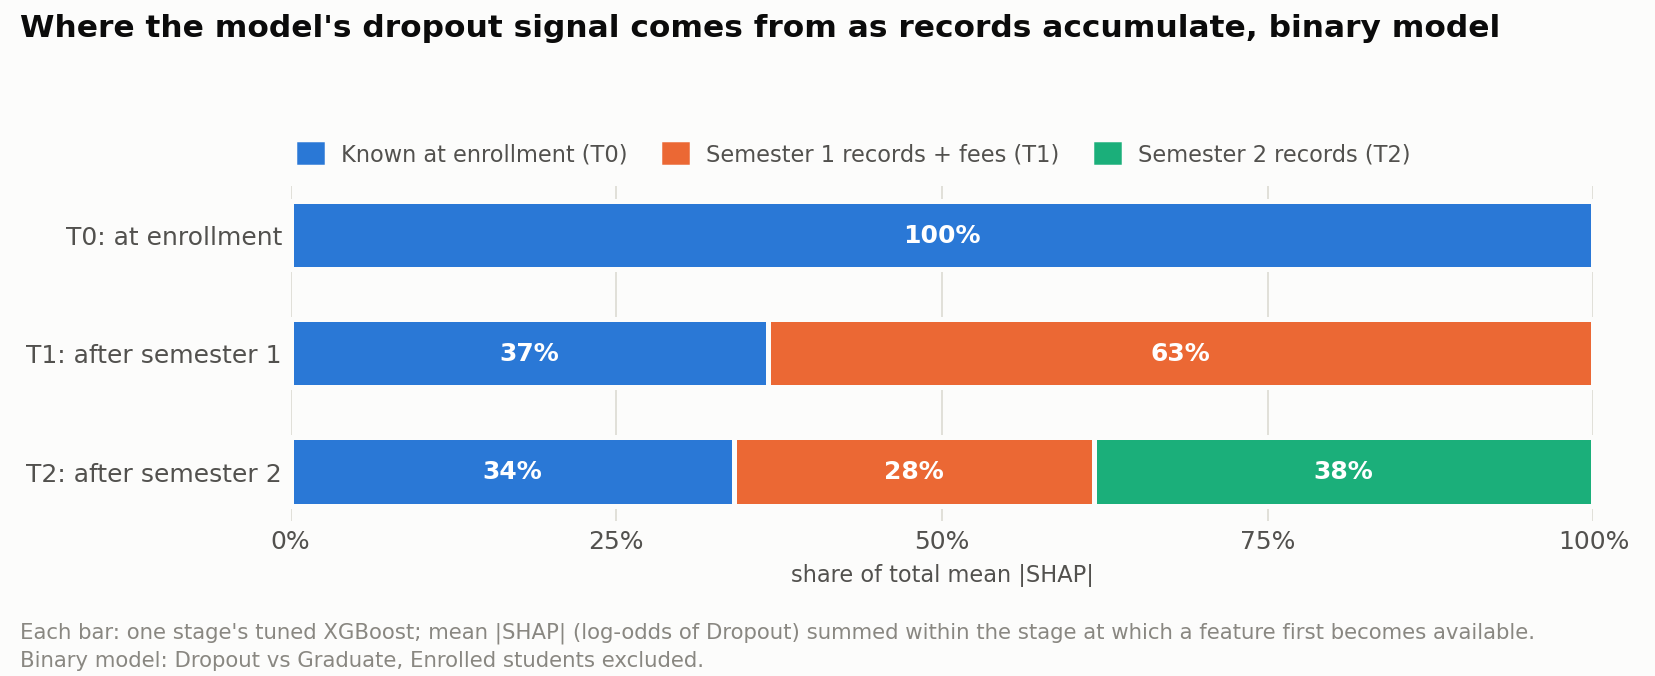 Where the model's dropout signal comes from as records accumulate, binary model
Known at enrollment (T0)
Semester 1 records + fees (T1)
Semester 2 records (T2)
T0: at enrollment
100%
T1: after semester 1
37%
63%
T2: after semester 2
34%
28%
38%
0%
25%
50%
75%
100%
share of total mean |SHAP|
Each bar: one stage's tuned XGBoost; mean |SHAP| (log-odds of Dropout) summed within the stage at which a feature first becomes available.
Binary model: Dropout vs Graduate, Enrolled students excluded.